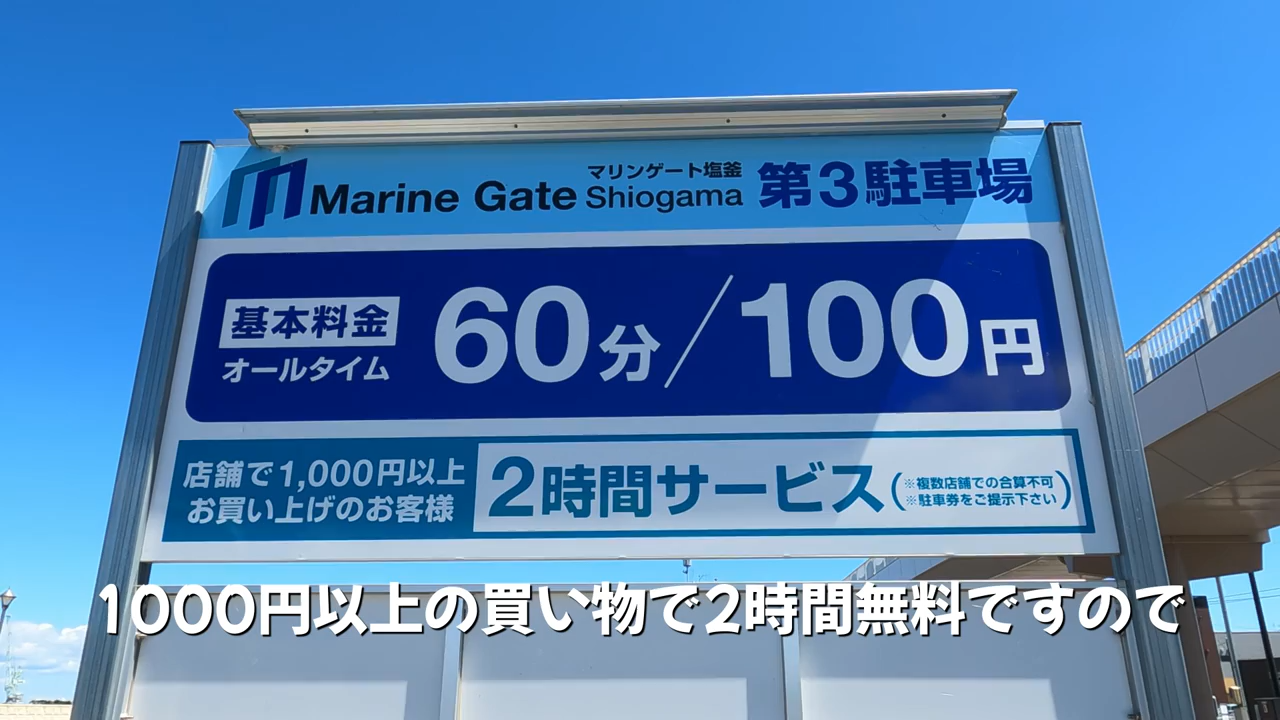 Marine Gate マリンゲート塩釜 Shiogama 第3駐車場
基本料金
オールタイム
60分/100円
店舗で1,000円以上
お買い上げのお客様
2時間サービス
(※複数店舗での合算不可
※駐車券をご提示下さい)
1000円以上の買い物で2時間無料ですので